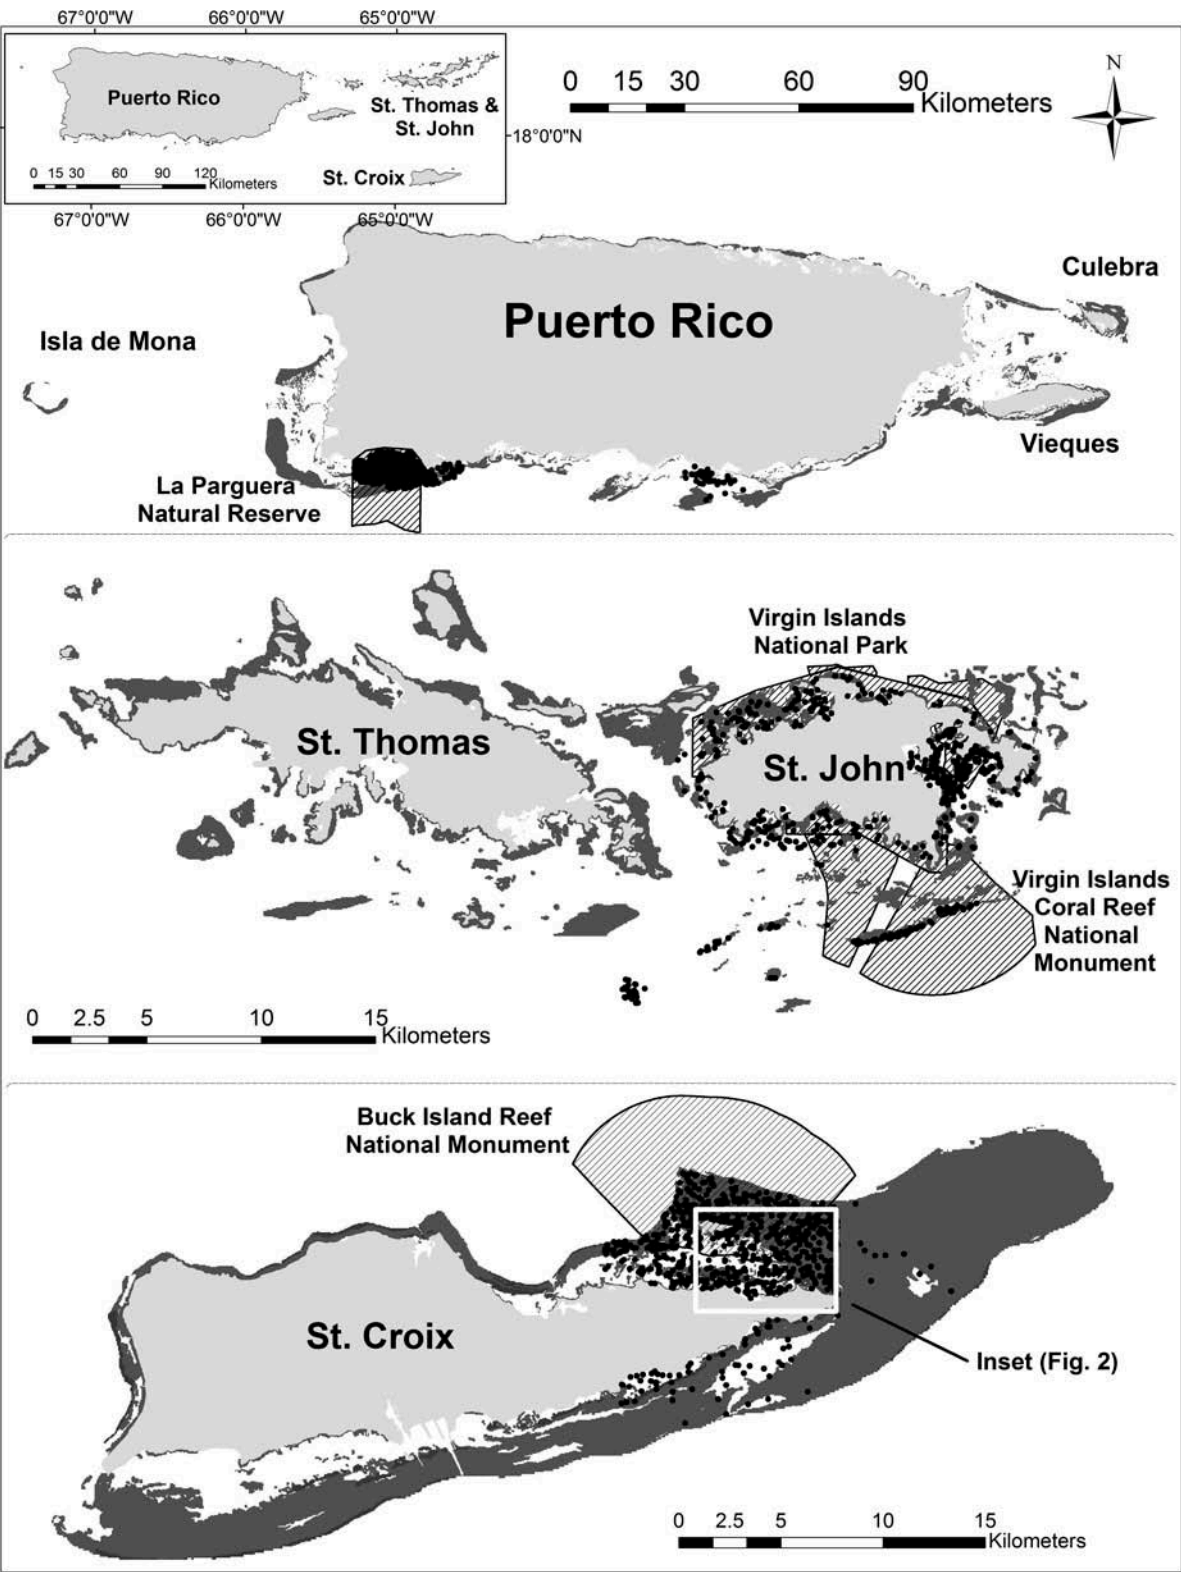 67°0'0"W
66°0'0"W
65°0'0"W
Puerto Rico
St. Thomas &
St. John
18°0'0"N
0 15 30 60 90 120
Kilometers
St. Croix
67°0'0"W
66°0'0"W
65°0'0"W
0 15 30 60 90
Kilometers
N
Culebra
Puerto Rico
Isla de Mona
Vieques
La Parguera
Natural Reserve
Virgin Islands
National Park
St. Thomas
St. John
Virgin Islands
Coral Reef
National
Monument
0 2.5 5 10 15
Kilometers
Buck Island Reef
National Monument
St. Croix
Inset (Fig. 2)
0 2.5 5 10 15
Kilometers